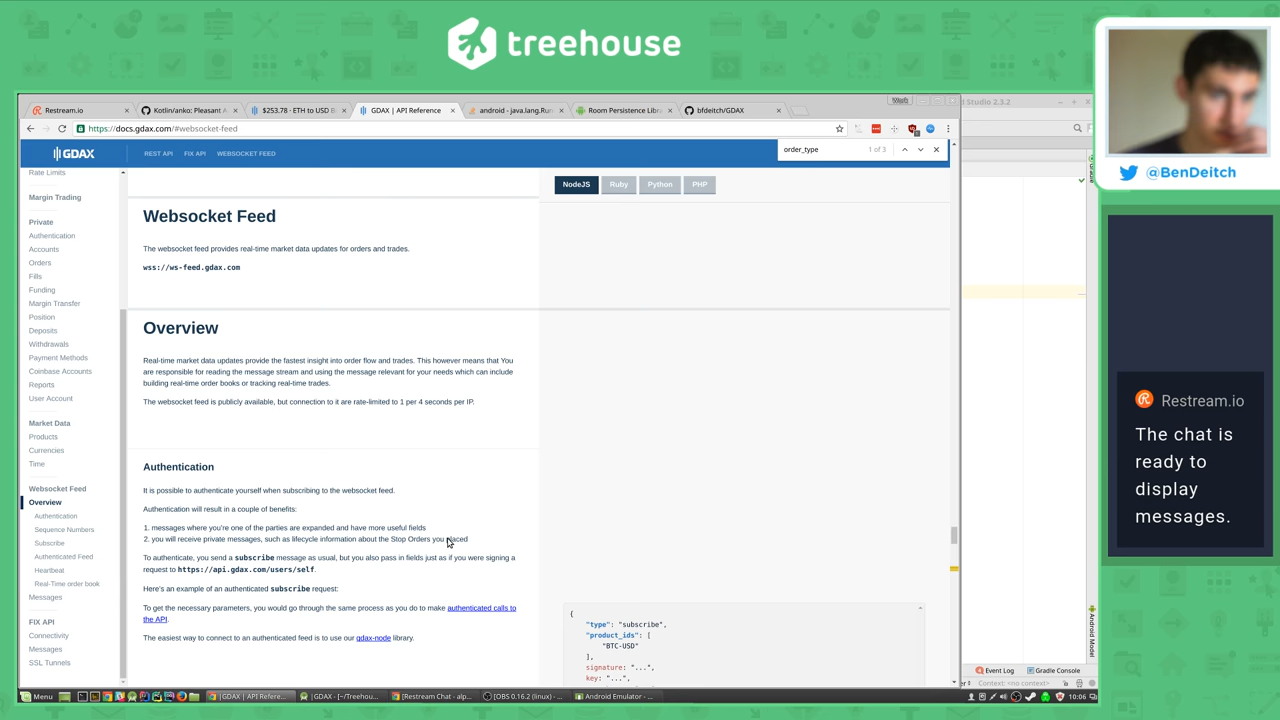 treehouse
Restream.io
Kotlin/anko: Pleasant A
$253.78 - ETH to USD B
GDAX | API Reference
android - java.lang.Run
Room Persistence Libr
bfdeitch/GDAX
Web
Studio 2.3.2
https://docs.gdax.com/#websocket-feed
GDAX
REST API
FIX API
WEBSOCKET FEED
order_type
1 of 3
@BenDeitch
NodeJS
Ruby
Python
PHP
Rate Limits
Margin Trading
Private
Authentication
Accounts
Orders
Fills
Funding
Margin Transfer
Position
Deposits
Withdrawals
Payment Methods
Coinbase Accounts
Reports
User Account
Market Data
Products
Currencies
Time
Websocket Feed
Overview
Authentication
Sequence Numbers
Subscribe
Authenticated Feed
Heartbeat
Real-Time order book
Messages
FIX API
Connectivity
Messages
SSL Tunnels
Websocket Feed
The websocket feed provides real-time market data updates for orders and trades.
wss://ws-feed.gdax.com
Overview
Real-time market data updates provide the fastest insight into order flow and trades. This however means that You
are responsible for reading the message stream and using the message relevant for your needs which can include
building real-time order books or tracking real-time trades.
The websocket feed is publicly available, but connection to it are rate-limited to 1 per 4 seconds per IP.
Authentication
It is possible to authenticate yourself when subscribing to the websocket feed.
Authentication will result in a couple of benefits:
1. messages where you're one of the parties are expanded and have more useful fields
2. you will receive private messages, such as lifecycle information about the Stop Orders you placed
To authenticate, you send a subscribe message as usual, but you also pass in fields just as if you were signing a
request to https://api.gdax.com/users/self.
Here's an example of an authenticated subscribe request:
To get the necessary parameters, you would go through the same process as you do to make authenticated calls to
the API.
The easiest way to connect to an authenticated feed is to use our gdax-node library.
{
"type": "subscribe",
"product_ids": [
"BTC-USD"
],
signature: "...",
key: "...",
Restream.io
The chat is
ready to
display
messages.
Android Model
Event Log
Gradle Console
Context: <no context>
Menu
[GDAX | API Refere...
[GDAX - [~/Treehou...
[Restream Chat - alp...
[OBS 0.16.2 (linux) - ...
[Android Emulator - ...
10:06